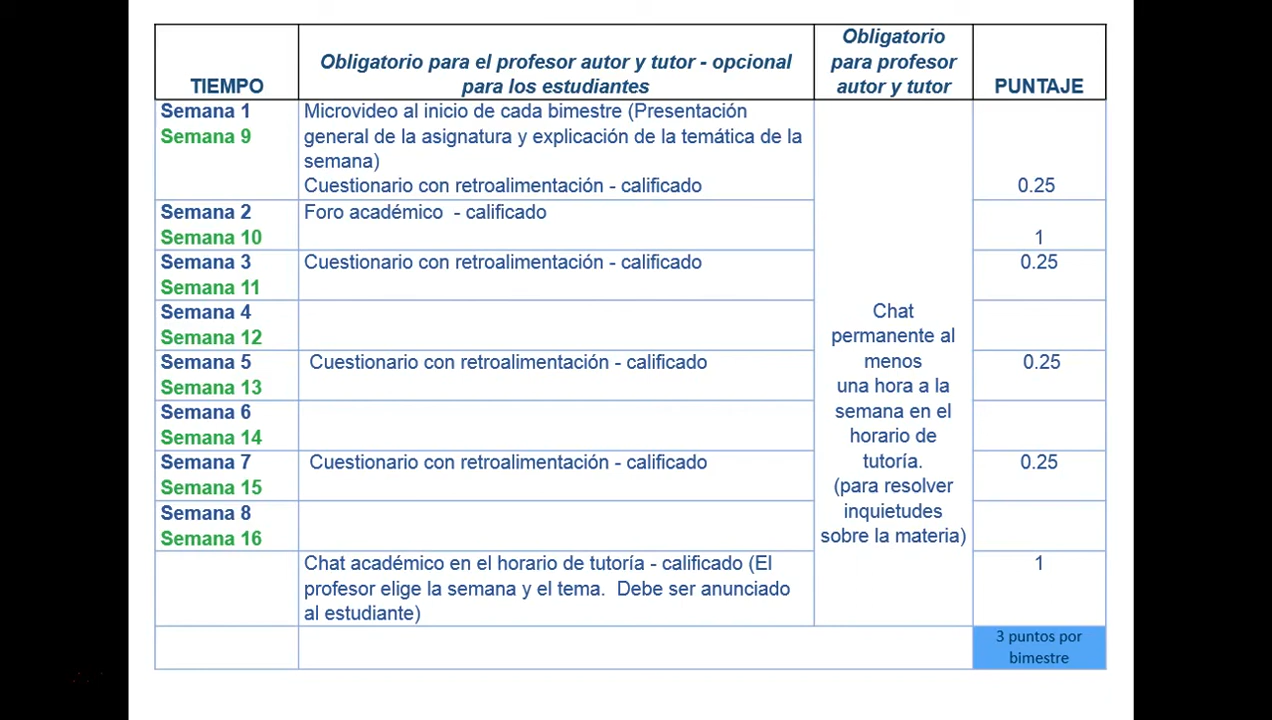 TIEMPO
Obligatorio para el profesor autor y tutor - opcional
para los estudiantes
Obligatorio
para profesor
autor y tutor
PUNTAJE
Semana 1
Semana 9
Microvideo al inicio de cada bimestre (Presentación
general de la asignatura y explicación de la temática de la
semana)
Cuestionario con retroalimentación - calificado
0.25
Semana 2
Semana 10
Foro académico - calificado
1
Semana 3
Semana 11
Cuestionario con retroalimentación - calificado
0.25
Semana 4
Semana 12
Semana 5
Semana 13
Cuestionario con retroalimentación - calificado
0.25
Semana 6
Semana 14
Semana 7
Semana 15
Cuestionario con retroalimentación - calificado
0.25
Semana 8
Semana 16
Chat
permanente al
menos
una hora a la
semana en el
horario de
tutoría.
(para resolver
inquietudes
sobre la materia)
Chat académico en el horario de tutoría - calificado (El
profesor elige la semana y el tema. Debe ser anunciado
al estudiante)
1
3 puntos por
bimestre